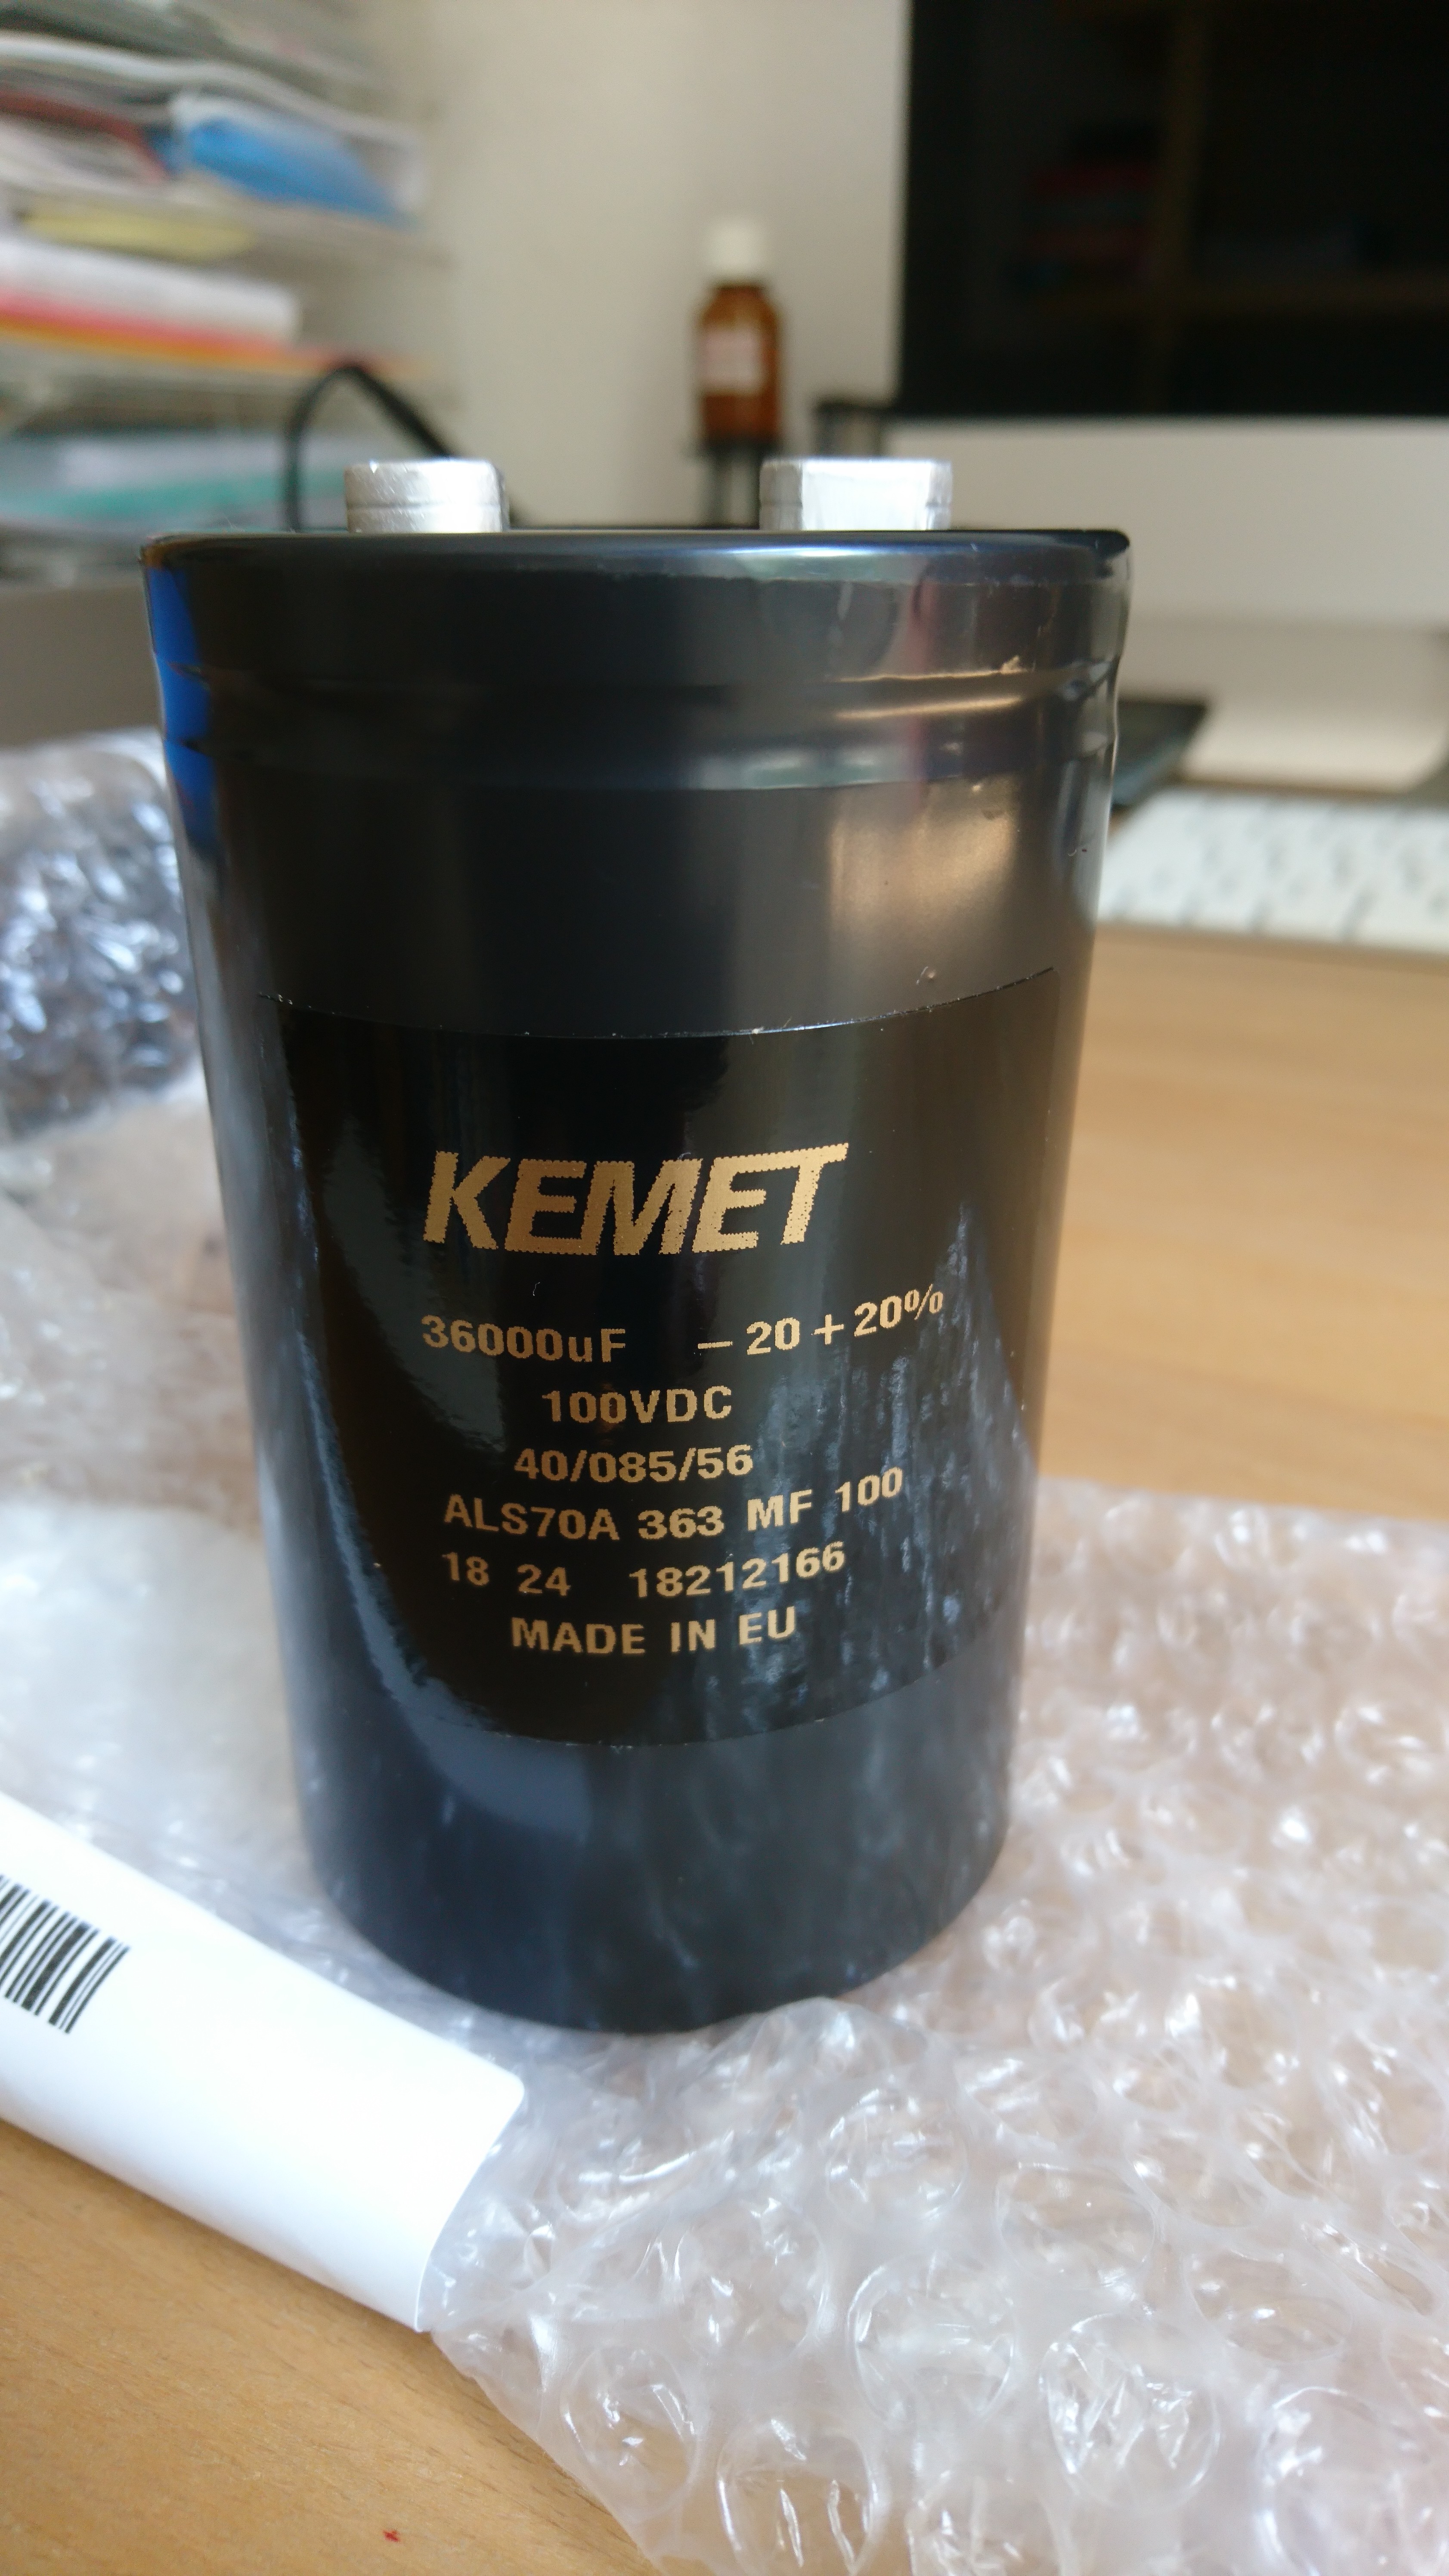 KEMET
36000uF −20+20%
100VDC
40/085/56
ALS70A 363 MF 100
18 24 18212166
MADE IN EU